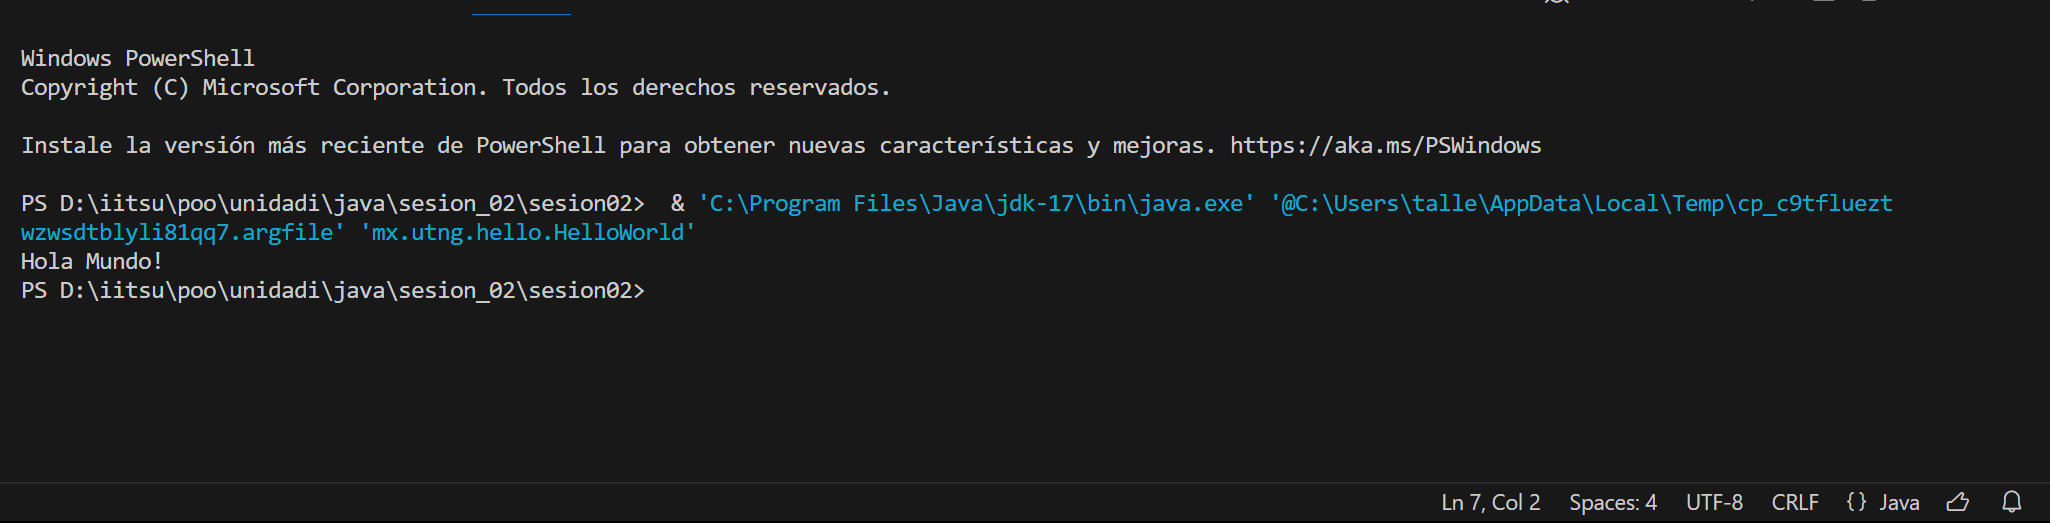 Windows PowerShell
Copyright (C) Microsoft Corporation. Todos los derechos reservados.
Instale la versión más reciente de PowerShell para obtener nuevas características y mejoras. https://aka.ms/PSWindows
PS D:\iitsu\poo\unidadi\java\sesion_02\sesion02>  & 'C:\Program Files\Java\jdk-17\bin\java.exe' '@C:\Users\talle\AppData\Local\Temp\cp_c9tfluezt
wzwsdtblyli81qq7.argfile' 'mx.utng.hello.HelloWorld'
Hola Mundo!
PS D:\iitsu\poo\unidadi\java\sesion_02\sesion02>
Ln 7, Col 2 Spaces: 4 UTF-8 CRLF {} Java